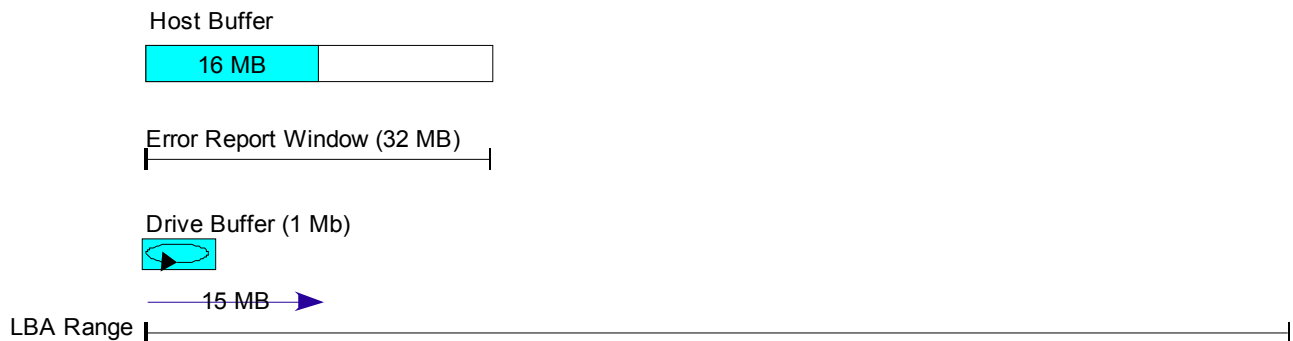 Host Buffer
16 MB
Error Report Window (32 MB)
Drive Buffer (1 Mb)
15 MB
LBA Range